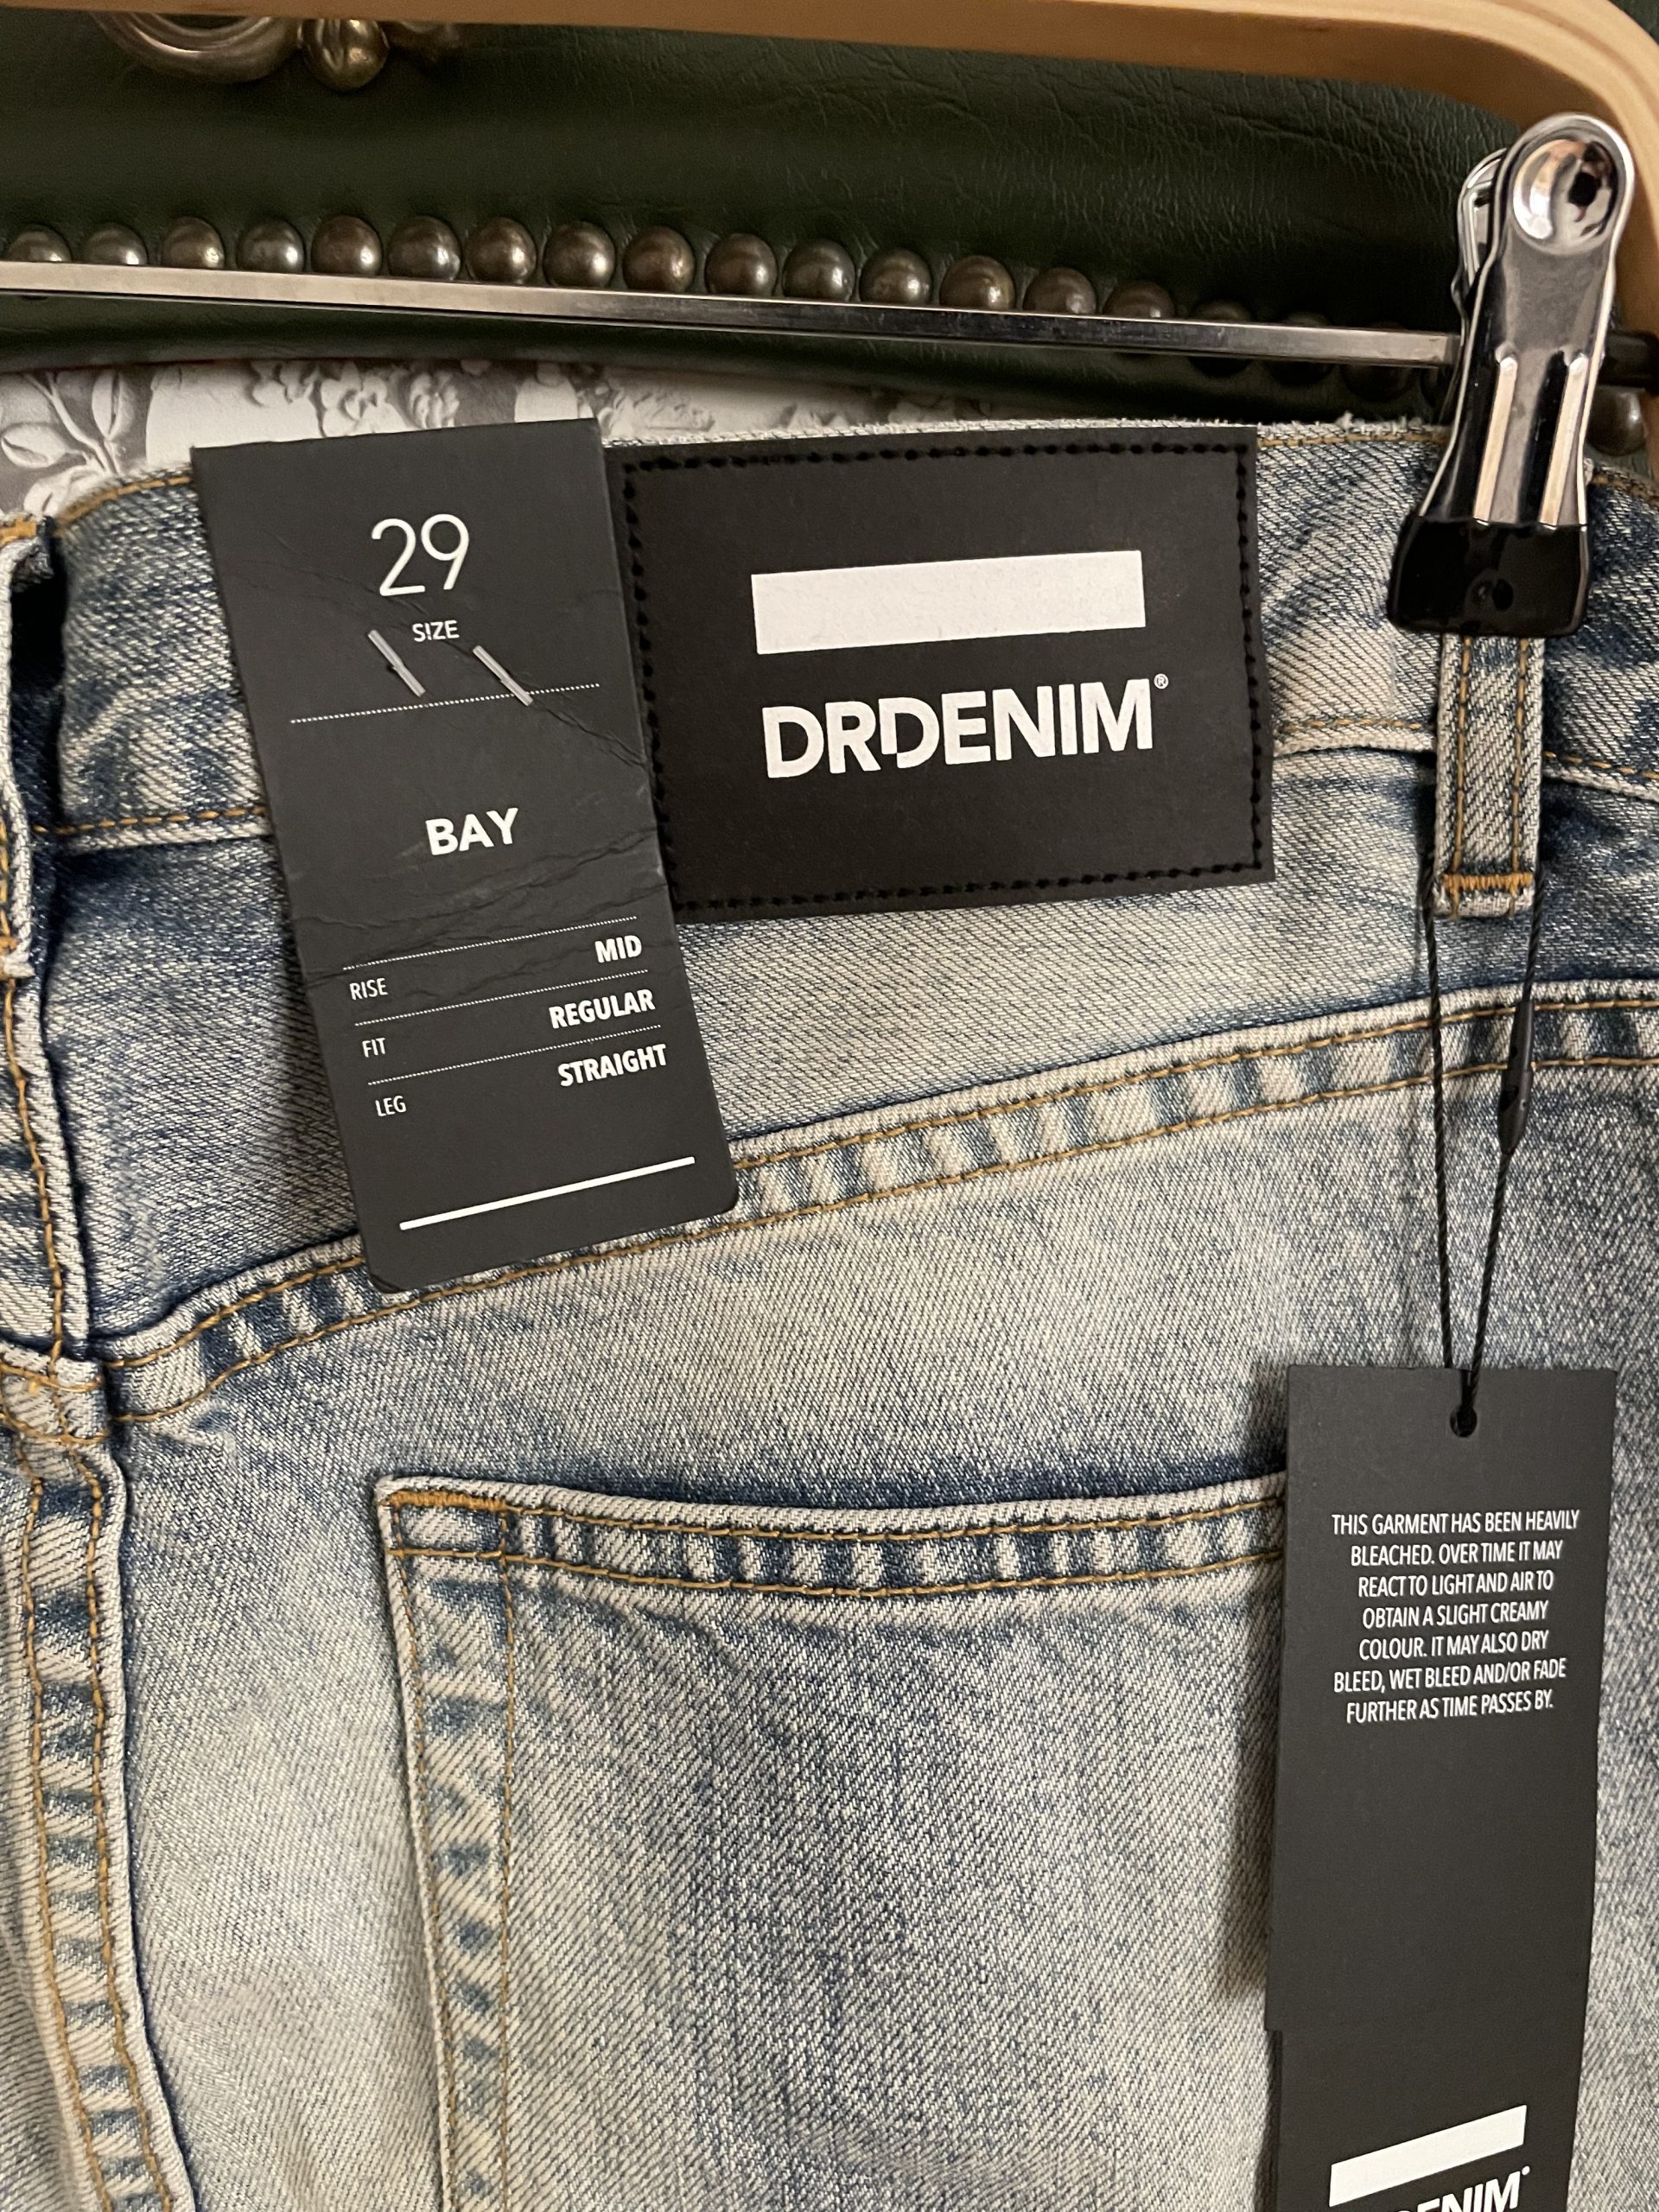 29
SIZE
BAY
RISE MID
FIT REGULAR
LEG STRAIGHT
DRDENIM®
THIS GARMENT HAS BEEN HEAVILY
BLEACHED. OVER TIME IT MAY
REACT TO LIGHT AND AIR TO
OBTAIN A SLIGHT CREAMY
COLOUR. IT MAY ALSO DRY
BLEED, WET BLEED AND/OR FADE
FURTHER AS TIME PASSES BY.